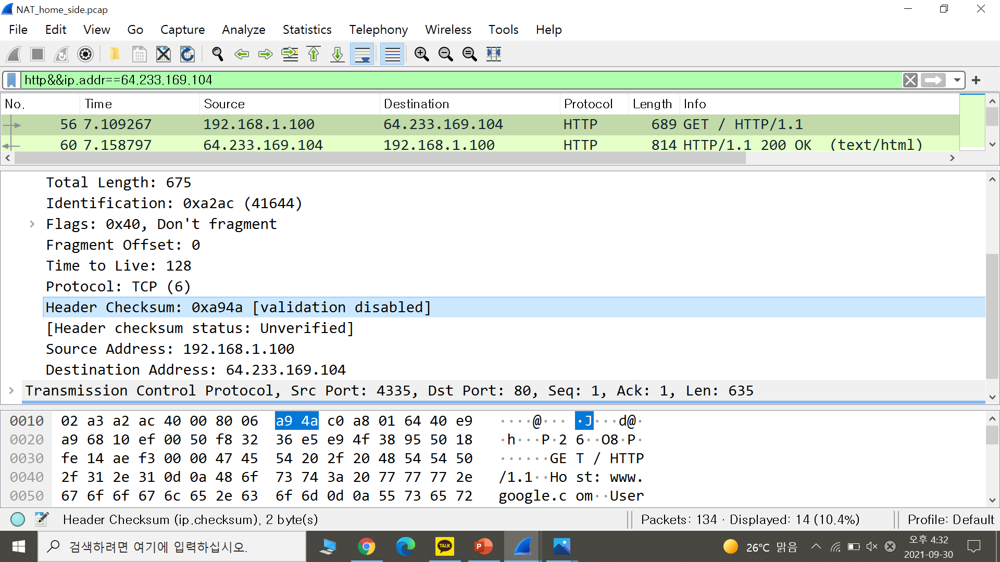 NAT_home_side.pcap
File Edit View Go Capture Analyze Statistics Telephony Wireless Tools Help
http&&ip.addr==64.233.169.104
No. Time Source Destination Protocol Length Info
56 7.109267 192.168.1.100 64.233.169.104 HTTP 689 GET / HTTP/1.1
60 7.158797 64.233.169.104 192.168.1.100 HTTP 814 HTTP/1.1 200 OK (text/html)
Total Length: 675
Identification: 0xa2ac (41644)
Flags: 0x40, Don't fragment
Fragment Offset: 0
Time to Live: 128
Protocol: TCP (6)
Header Checksum: 0xa94a [validation disabled]
[Header checksum status: Unverified]
Source Address: 192.168.1.100
Destination Address: 64.233.169.104
Transmission Control Protocol, Src Port: 4335, Dst Port: 80, Seq: 1, Ack: 1, Len: 635
0010 02 a3 a2 ac 40 00 80 06 a9 4a c0 a8 01 64 40 e9 ····@··· ·J···d@·
0020 a9 68 10 ef 00 50 f8 32 36 e5 e9 4f 38 95 50 18 ·h···P·2 6··O8·P·
0030 fe 14 ae f3 00 00 47 45 54 20 2f 20 48 54 54 50 ······GE T / HTTP
0040 2f 31 2e 31 0d 0a 48 6f 73 74 3a 20 77 77 77 2e /1.1··Ho st: www.
0050 67 6f 6f 67 6c 65 2e 63 6f 6d 0d 0a 55 73 65 72 google.c om··User
Header Checksum (ip.checksum), 2 byte(s) Packets: 134 · Displayed: 14 (10.4%) Profile: Default
검색하려면 여기에 입력하십시오.
TALK
P
26℃ 맑음
오후 4:32
2021-09-30